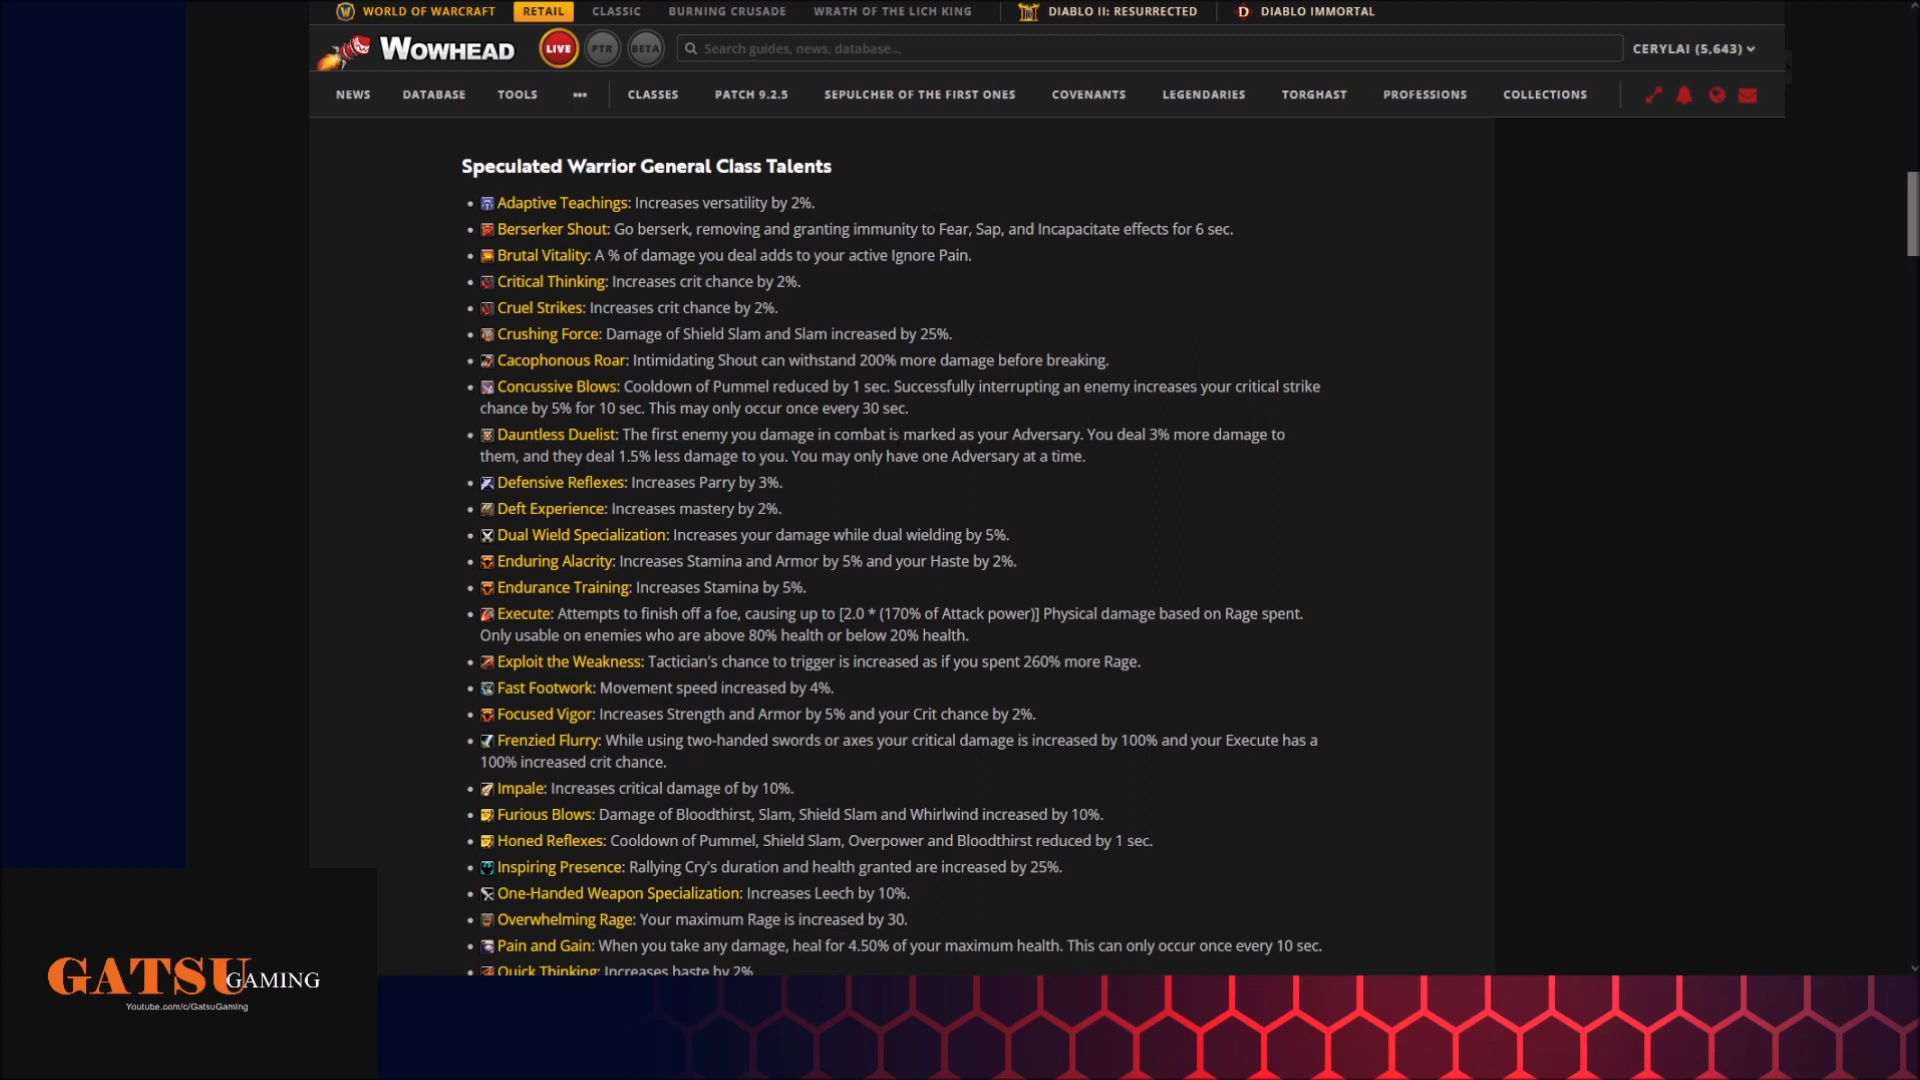 WORLD OF WARCRAFT RETAIL CLASSIC BURNING CRUSADE WRATH OF THE LICH KING DIABLO II: RESURRECTED DIABLO IMMORTAL
WOWHEAD LIVE PTR BETA Search guides, news, database... CERYLAI (5,643)
NEWS DATABASE TOOLS ••• CLASSES PATCH 9.2.5 SEPULCHER OF THE FIRST ONES COVENANTS LEGENDARIES TORGHAST PROFESSIONS COLLECTIONS
Speculated Warrior General Class Talents
• Adaptive Teachings: Increases versatility by 2%.
• Berserker Shout: Go berserk, removing and granting immunity to Fear, Sap, and Incapacitate effects for 6 sec.
• Brutal Vitality: A % of damage you deal adds to your active Ignore Pain.
• Critical Thinking: Increases crit chance by 2%.
• Cruel Strikes: Increases crit chance by 2%.
• Crushing Force: Damage of Shield Slam and Slam increased by 25%.
• Cacophonous Roar: Intimidating Shout can withstand 200% more damage before breaking.
• Concussive Blows: Cooldown of Pummel reduced by 1 sec. Successfully interrupting an enemy increases your critical strike
chance by 5% for 10 sec. This may only occur once every 30 sec.
• Dauntless Duelist: The first enemy you damage in combat is marked as your Adversary. You deal 3% more damage to
them, and they deal 1.5% less damage to you. You may only have one Adversary at a time.
• Defensive Reflexes: Increases Parry by 3%.
• Deft Experience: Increases mastery by 2%.
• Dual Wield Specialization: Increases your damage while dual wielding by 5%.
• Enduring Alacrity: Increases Stamina and Armor by 5% and your Haste by 2%.
• Endurance Training: Increases Stamina by 5%.
• Execute: Attempts to finish off a foe, causing up to [2.0 * (170% of Attack power)] Physical damage based on Rage spent.
Only usable on enemies who are above 80% health or below 20% health.
• Exploit the Weakness: Tactician's chance to trigger is increased as if you spent 260% more Rage.
• Fast Footwork: Movement speed increased by 4%.
• Focused Vigor: Increases Strength and Armor by 5% and your Crit chance by 2%.
• Frenzied Flurry: While using two-handed swords or axes your critical damage is increased by 100% and your Execute has a
100% increased crit chance.
• Impale: Increases critical damage of by 10%.
• Furious Blows: Damage of Bloodthirst, Slam, Shield Slam and Whirlwind increased by 10%.
• Honed Reflexes: Cooldown of Pummel, Shield Slam, Overpower and Bloodthirst reduced by 1 sec.
• Inspiring Presence: Rallying Cry's duration and health granted are increased by 25%.
• One-Handed Weapon Specialization: Increases Leech by 10%.
• Overwhelming Rage: Your maximum Rage is increased by 30.
• Pain and Gain: When you take any damage, heal for 4.50% of your maximum health. This can only occur once every 10 sec.
• Quick Thinking: Increases haste by 2%
GATSU GAMING
Youtube.com/c/GatsuGaming